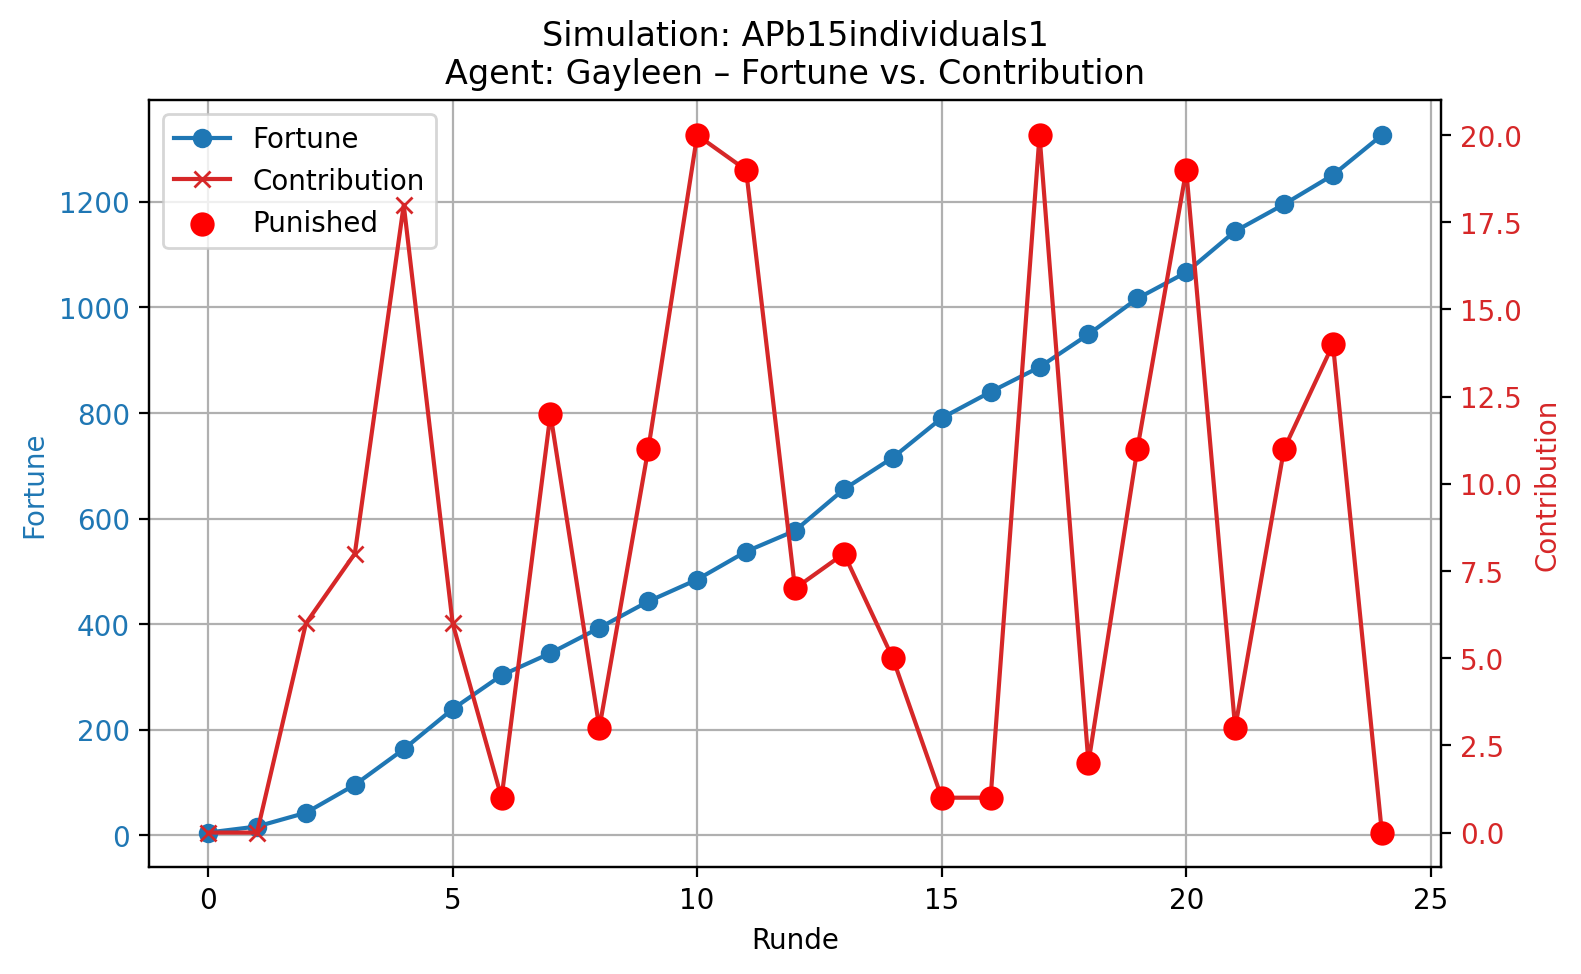 Simulation: APb15individuals1
Agent: Gayleen – Fortune vs. Contribution
Fortune
Contribution
Punished
1200
1000
800
600
400
200
0
Fortune
20.0
17.5
15.0
12.5
10.0
7.5
5.0
2.5
0.0
Contribution
0 5 10 15 20 25
Runde